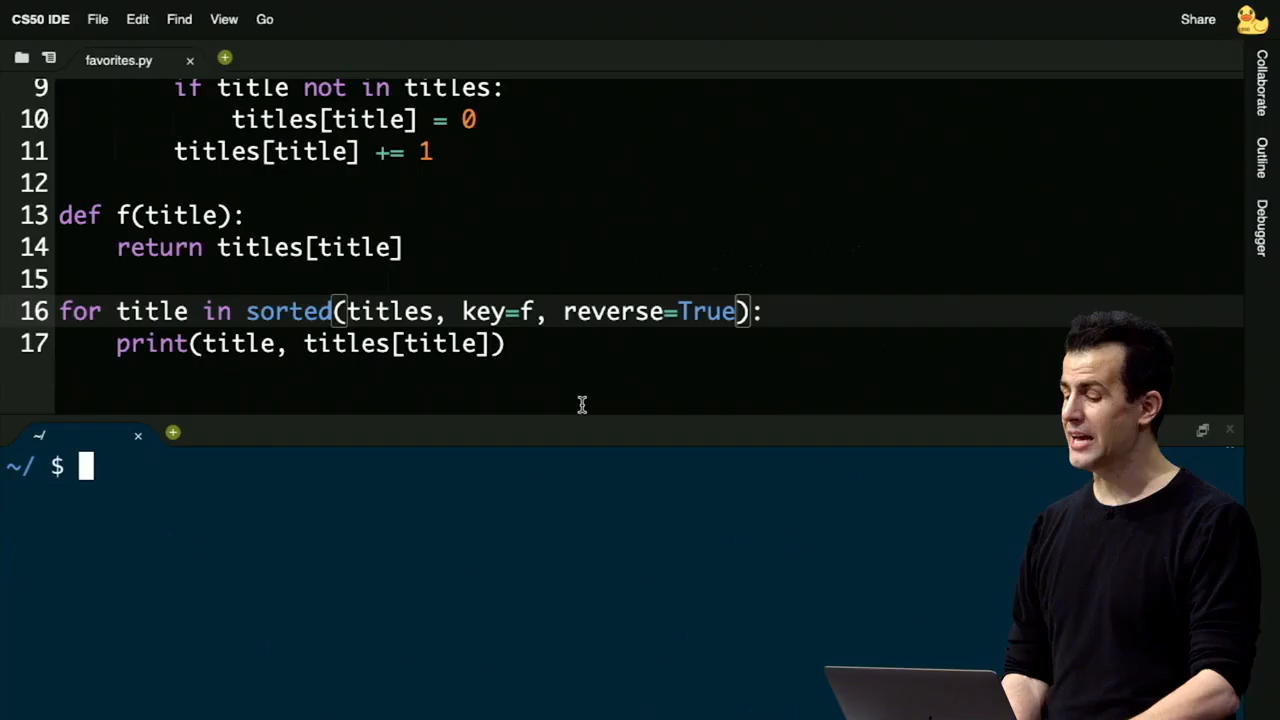 CS50 IDE File Edit Find View Go Share
favorites.py
9 if title not in titles:
10 titles[title] = 0
11 titles[title] += 1
12
13 def f(title):
14 return titles[title]
15
16 for title in sorted(titles, key=f, reverse=True):
17 print(title, titles[title])
~/
~/ $
Collaborate
Outline
Debugger